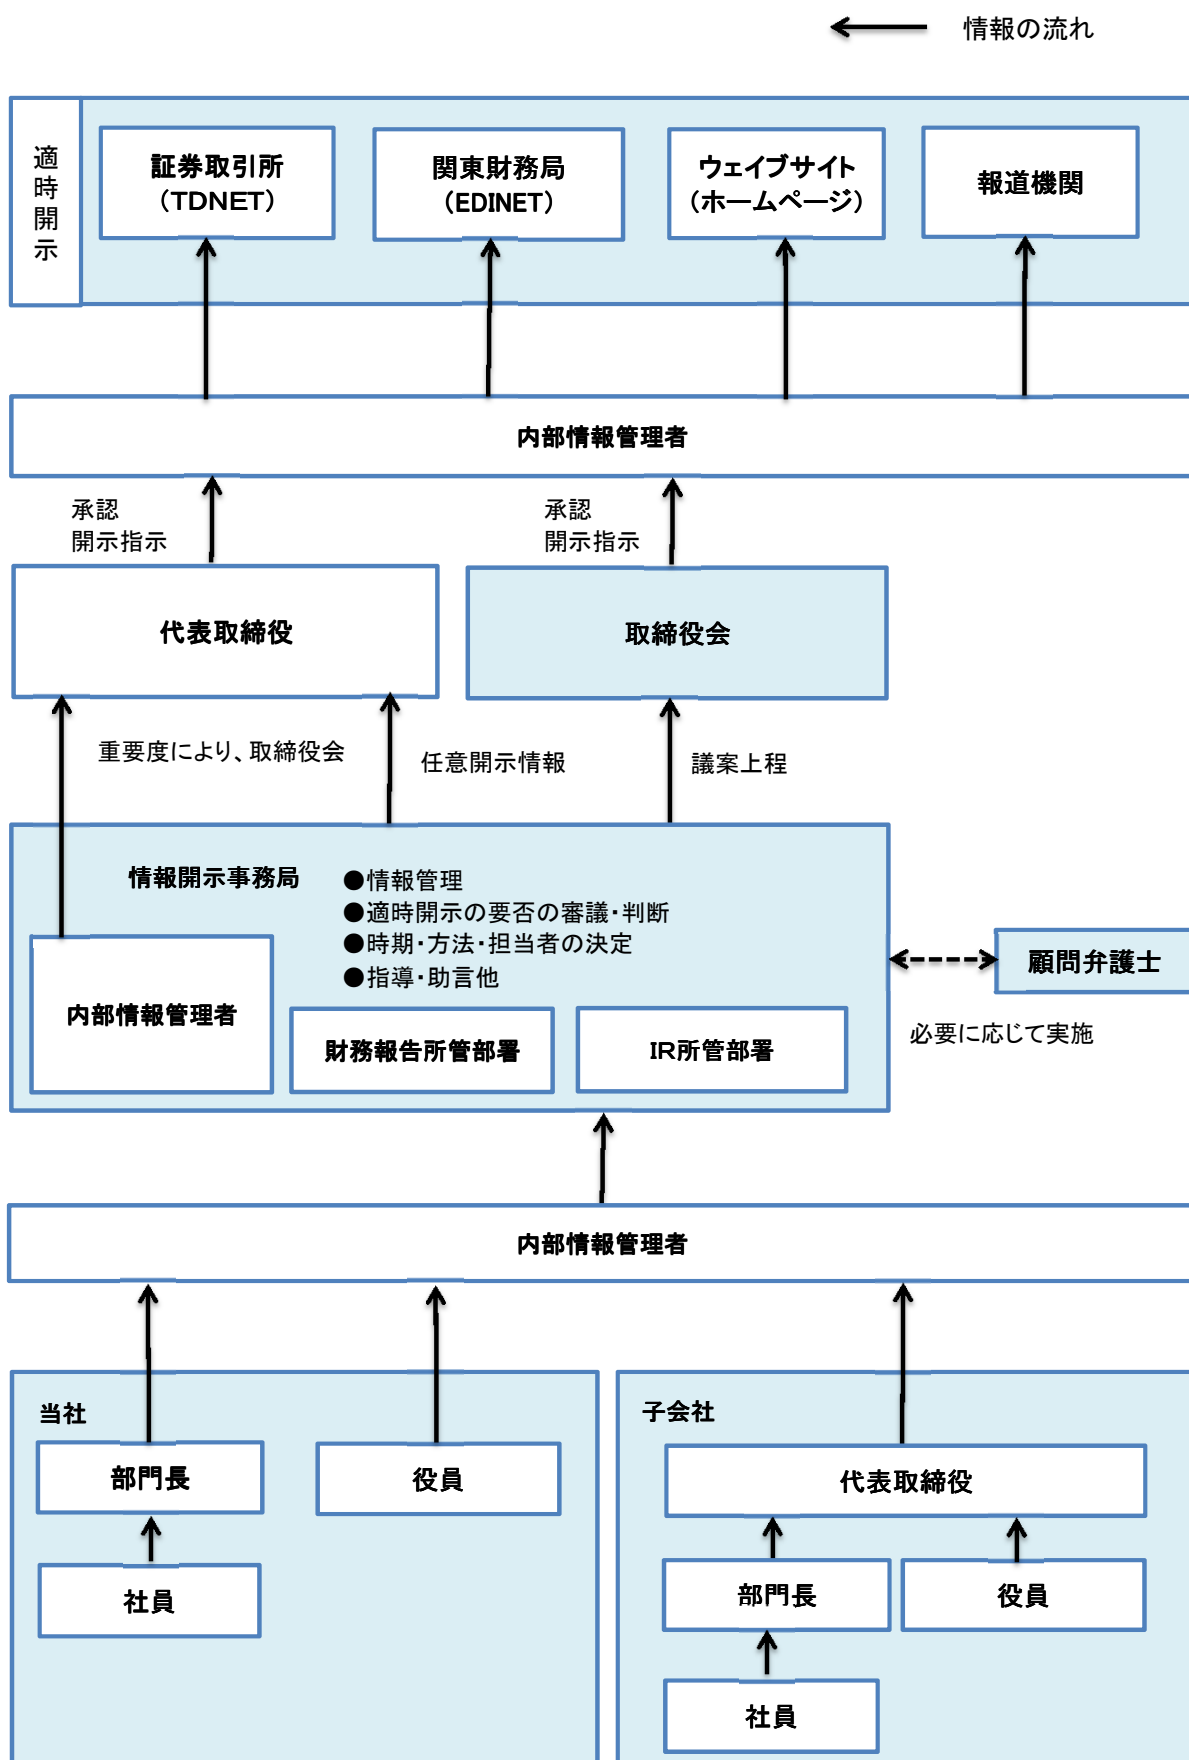 情報の流れ
適時開示
証券取引所
（TDNET）
関東財務局
（EDINET）
ウェイブサイト
（ホームページ）
報道機関
内部情報管理者
承認
開示指示
承認
開示指示
代表取締役
取締役会
重要度により、取締役会
任意開示情報
議案上程
情報開示事務局
●情報管理
●適時開示の要否の審議・判断
●時期・方法・担当者の決定
●指導・助言他
内部情報管理者
財務報告所管部署
IR所管部署
顧問弁護士
必要に応じて実施
内部情報管理者
当社
部門長
役員
社員
子会社
代表取締役
部門長
役員
社員